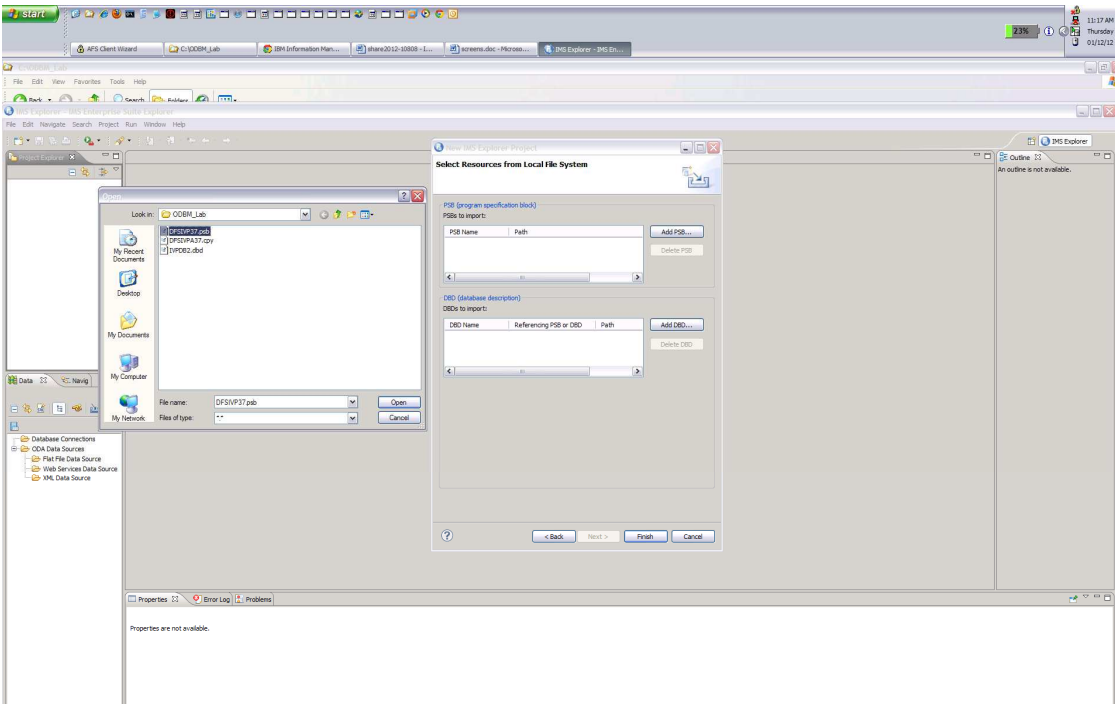 start
11:17 AM
23%
Thursday
01/12/12
AFS Client Wizard
C:\ODBM_Lab
IBM Information Man...
share2012-10808 - I...
screens.doc - Microso...
IMS Explorer - IMS En...
C:\ODBM_Lab
File Edit View Favorites Tools Help
Back Search Folders
IMS Explorer - IMS Enterprise Suite Explorer
File Edit Navigate Search Project Run Window Help
IMS Explorer
Project Explorer
New IMS Explorer Project
Outline
An outline is not available.
Select Resources from Local File System
Open
Look in: ODBM_Lab
DFSIVP37.psb
DFSIVPA37.cpy
IVPDB2.dbd
My Recent Documents
Desktop
My Documents
My Computer
My Network
File name: DFSIVP37.psb Open
Files of type: *.* Cancel
PSB (program specification block)
PSBs to import:
PSB Name Path
Add PSB...
Delete PSB
DBD (database description)
DBDs to import:
DBD Name Referencing PSB or DBD Path
Add DBD...
Delete DBD
< Back Next > Finish Cancel
Data Navig
Database Connections
ODA Data Sources
Flat File Data Source
Web Services Data Source
XML Data Source
Properties Error Log Problems
Properties are not available.